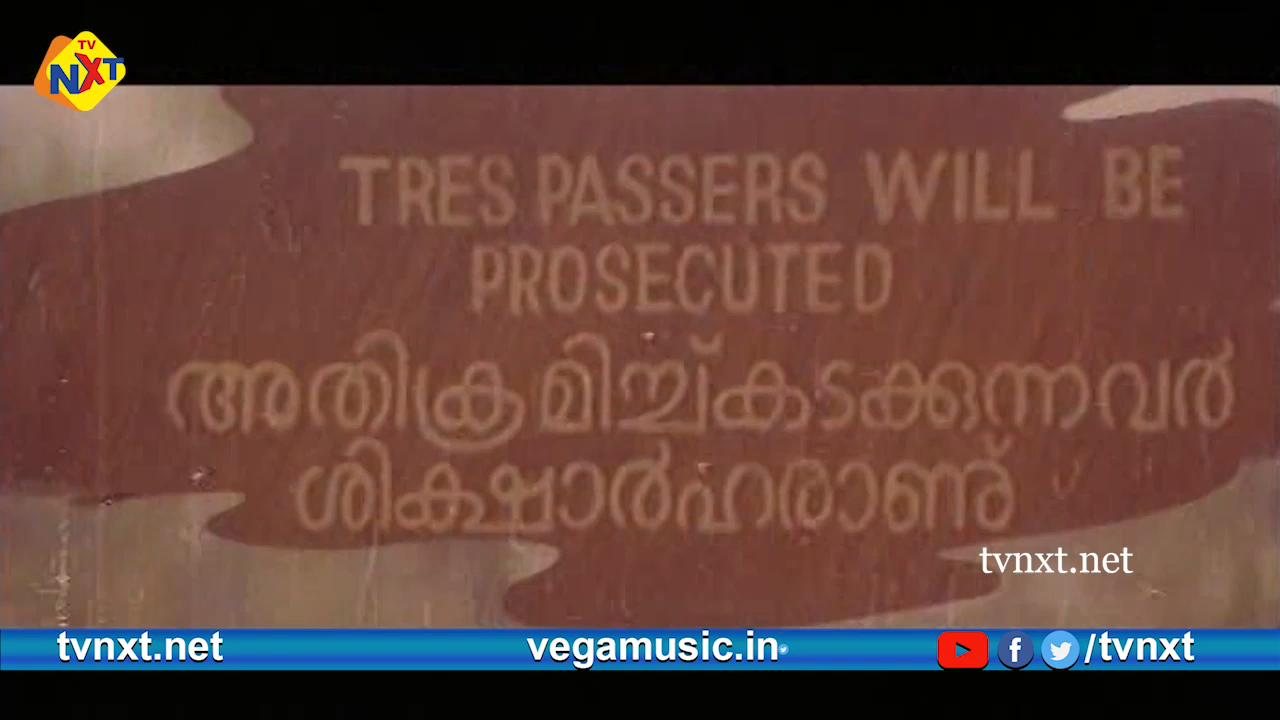 TV
NXT
TRES PASSERS WILL BE
PROSECUTED
അതിക്രമിച്ച്കടക്കുന്നവർ
ശിക്ഷാർഹരാണു്
tvnxt.net
tvnxt.net vegamusic.in /tvnxt